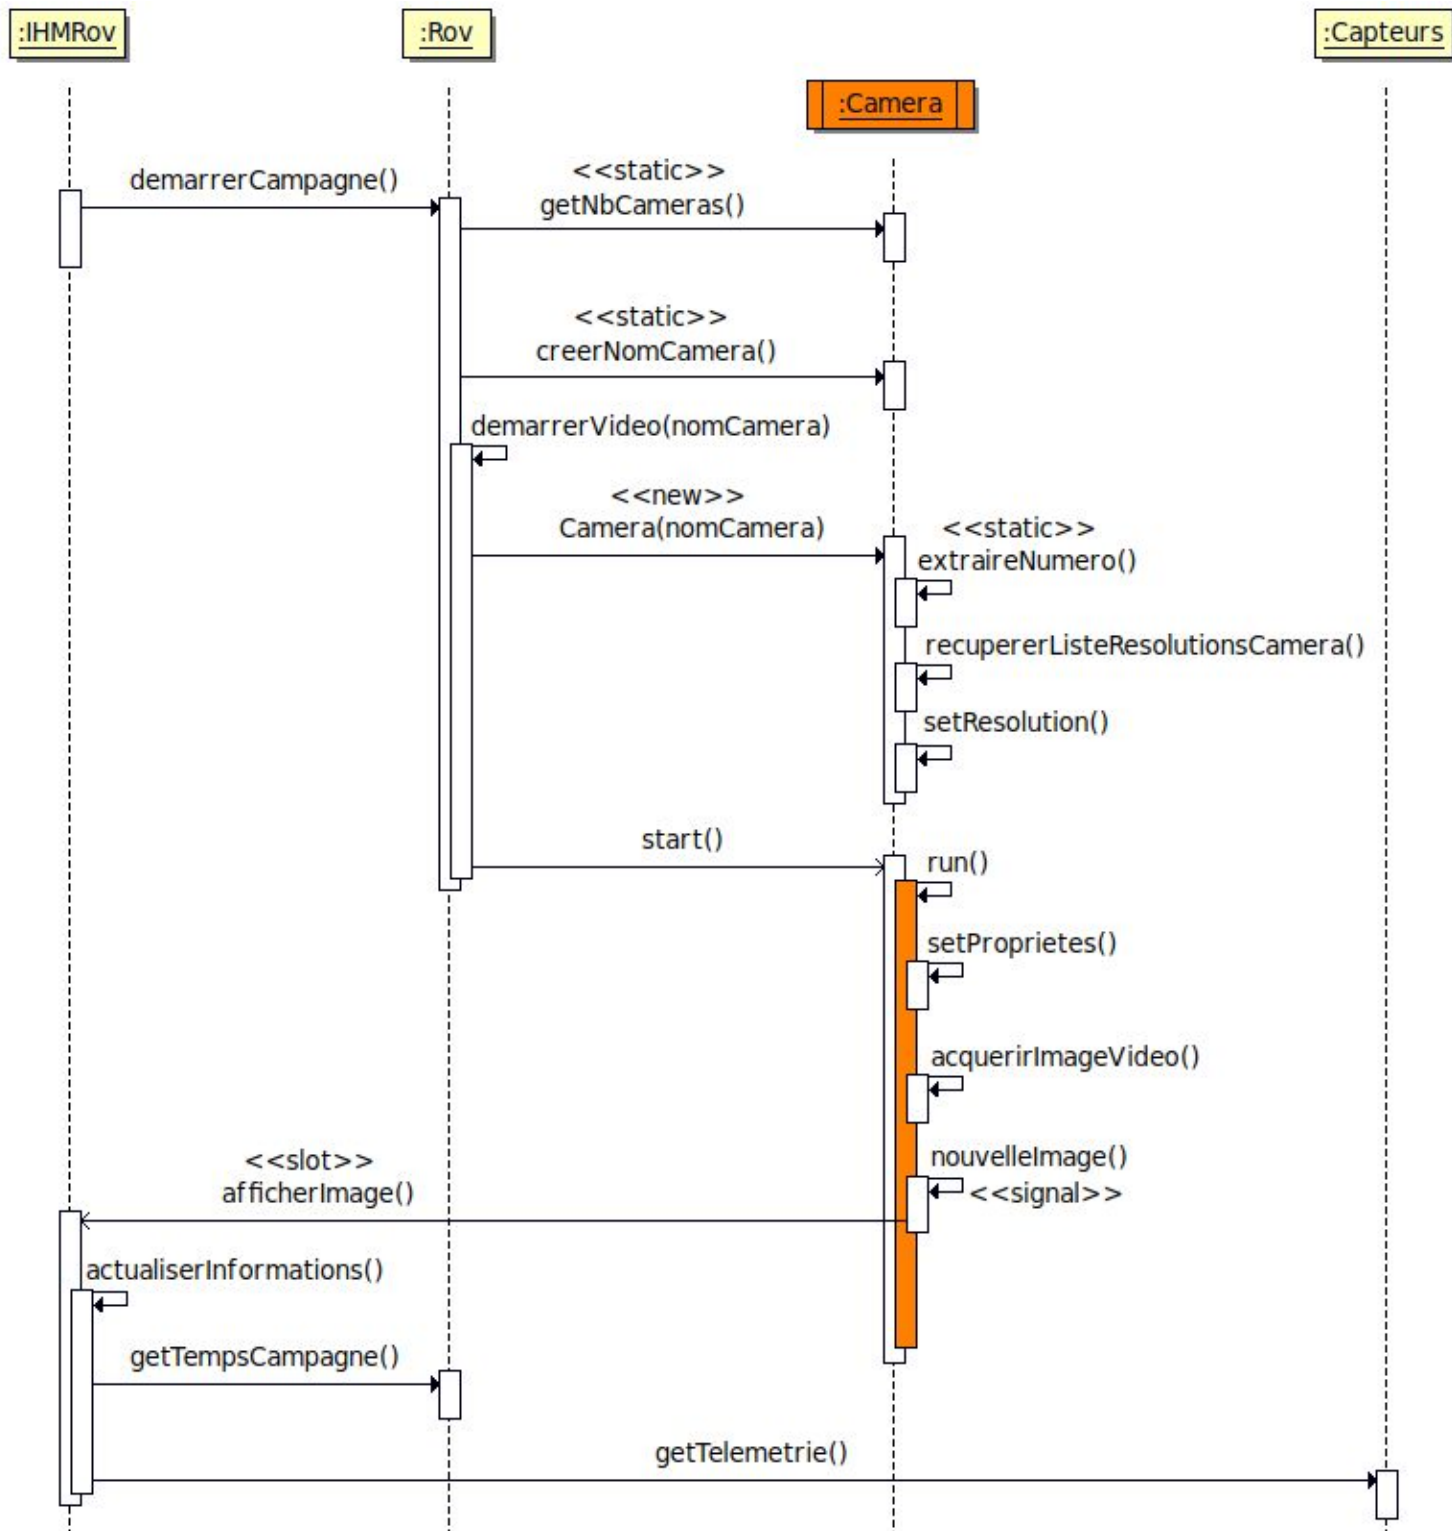 :IHMRov
:Rov
:Capteurs
:Camera
demarrerCampagne()
<<static>>
getNbCameras()
<<static>>
creerNomCamera()
demarrerVideo(nomCamera)
<<new>>
Camera(nomCamera)
<<static>>
extraireNumero()
recupererListeResolutionsCamera()
setResolution()
start()
run()
setProprietes()
acquerirImageVideo()
nouvelleImage()
<<signal>>
<<slot>>
afficherImage()
actualiserInformations()
getTempsCampagne()
getTelemetrie()